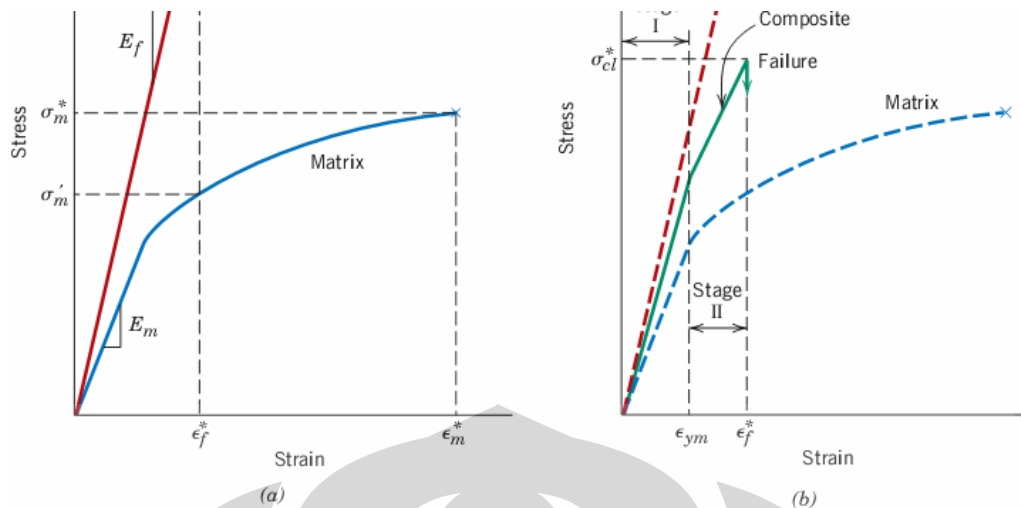 E_f
σ_m^*
Stress
Matrix
σ_m^'
E_m
ϵ_f^*
ϵ_m^*
Strain
(a)
I
Composite
σ_cl^*
Failure
Stress
Matrix
Stage
II
ϵ_ym
ϵ_f^*
Strain
(b)